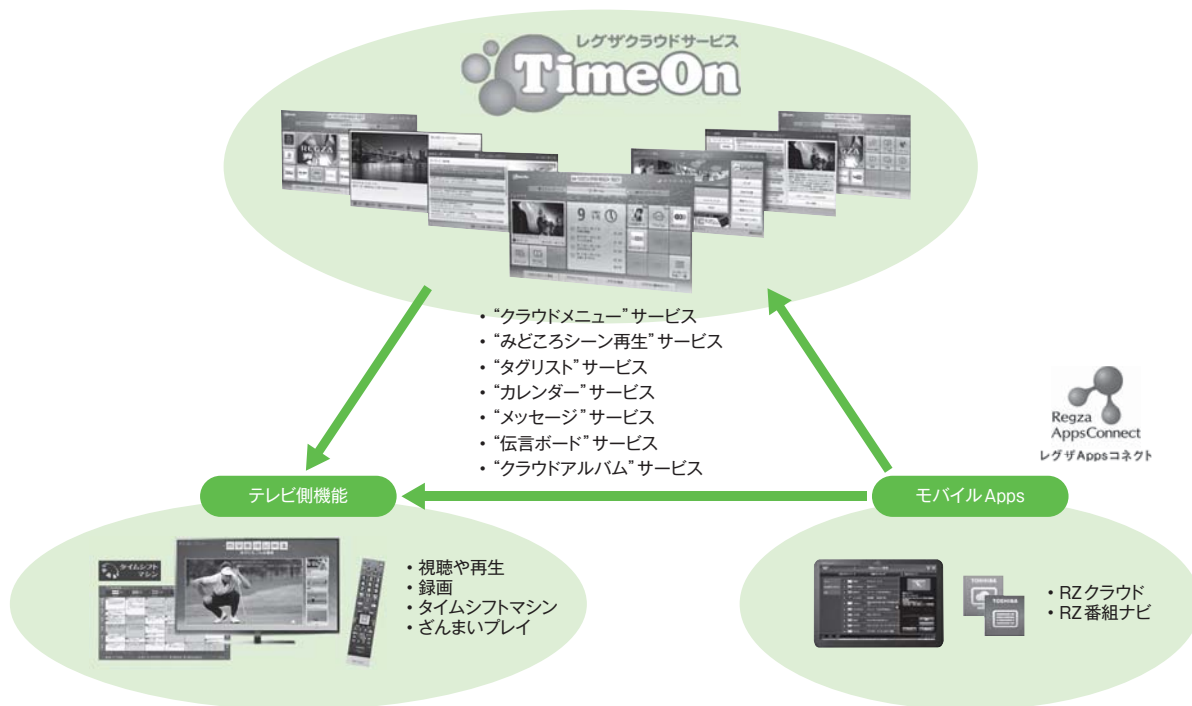 レグザクラウドサービス
TimeOn
REGZA
・“クラウドメニュー”サービス
・“みどころシーン再生”サービス
・“タグリスト”サービス
・“カレンダー”サービス
・“メッセージ”サービス
・“伝言ボード”サービス
・“クラウドアルバム”サービス
Regza
AppsConnect
レグザAppsコネクト
テレビ側機能
モバイルApps
タイムシフト
マシン
・視聴や再生
・録画
・タイムシフトマシン
・ざんまいプレイ
TOSHIBA
TOSHIBA
・RZクラウド
・RZ番組ナビ